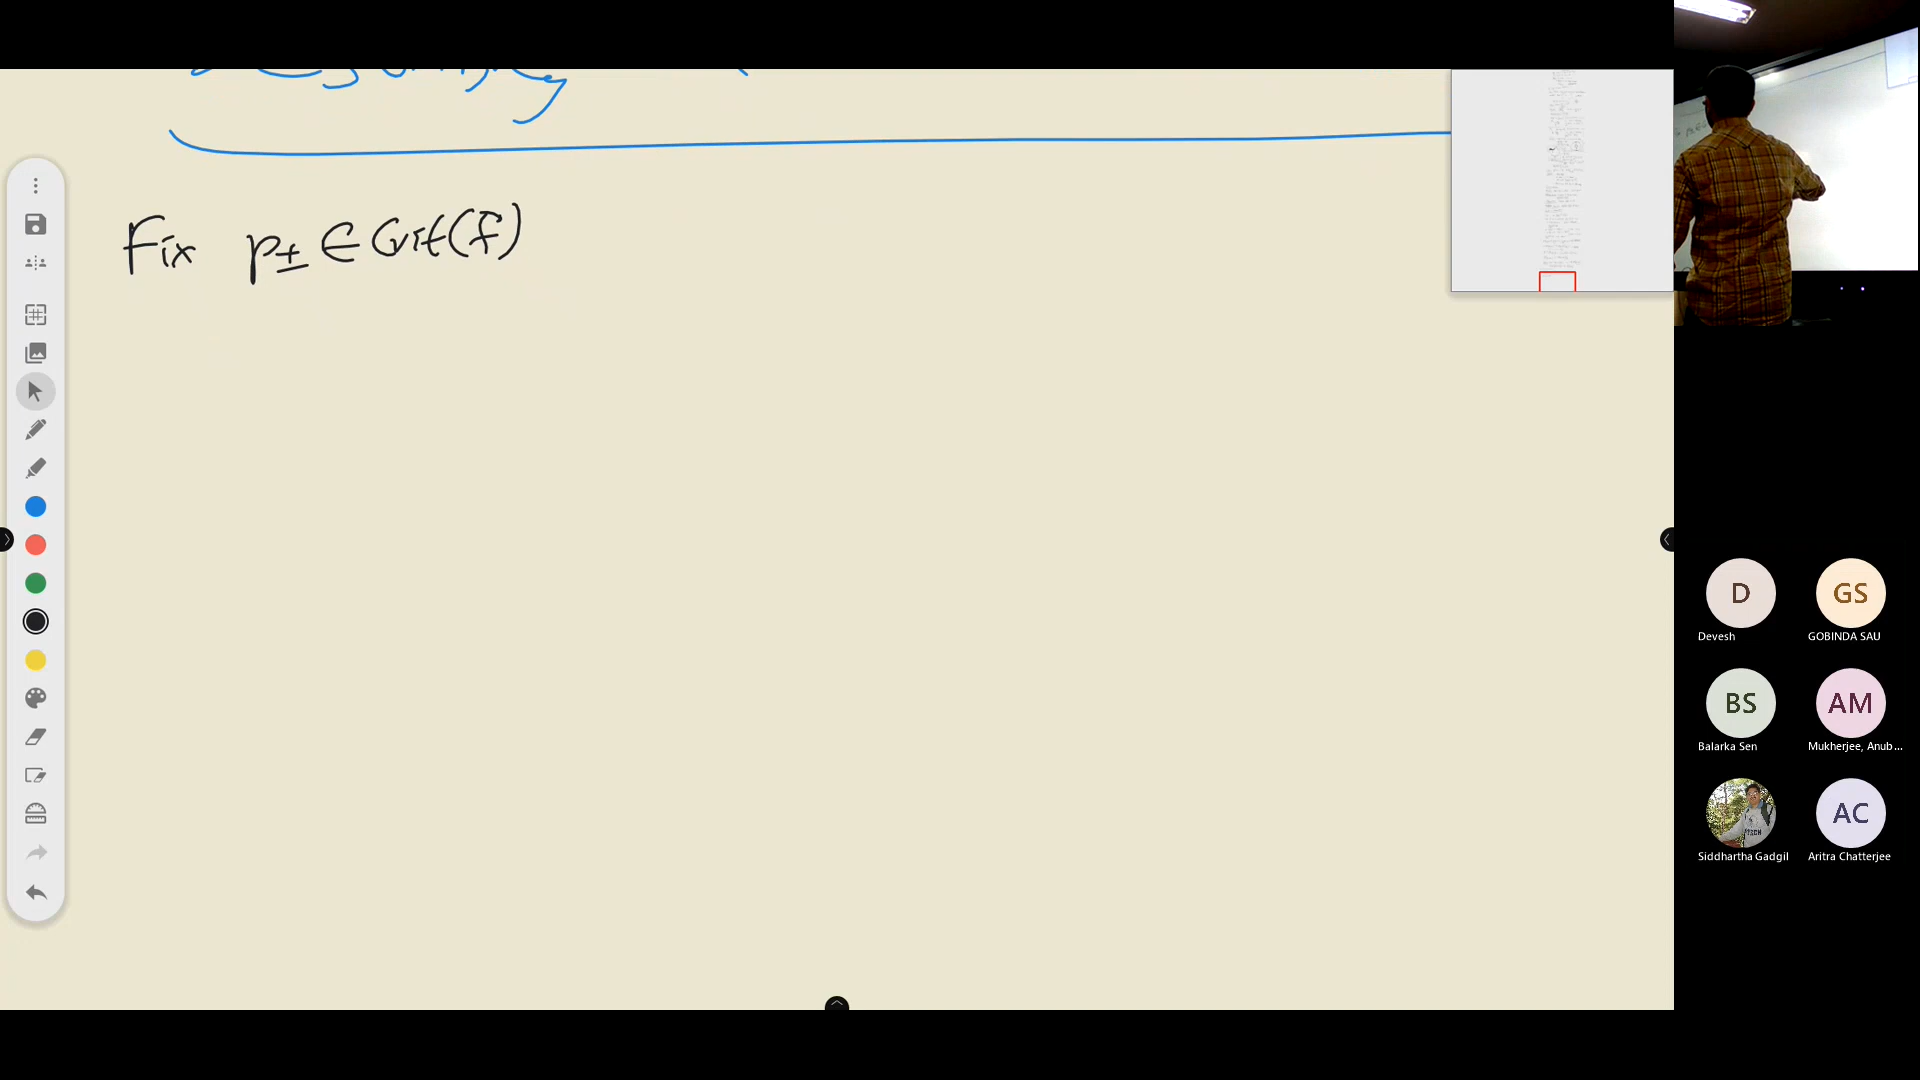 Fix p± ∈ Crit(f)
D
GS
Devesh
GOBINDA SAU
BS
AM
Balarka Sen
Mukherjee, Anub...
AC
Siddhartha Gadgil
Aritra Chatterjee